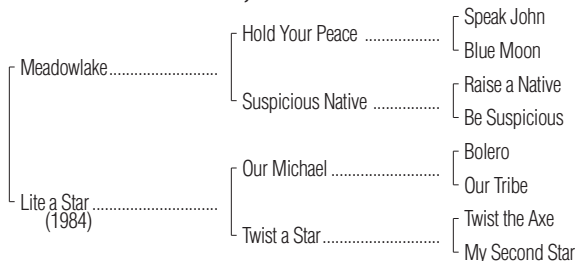 Speak John
Hold Your Peace ..................
Blue Moon
Meadowlake..........................
Raise a Native
Suspicious Native ................
Be Suspicious
Bolero
Our Michael ..........................
Our Tribe
Lite a Star..............................
(1984)
Twist the Axe
Twist a Star............................
My Second Star